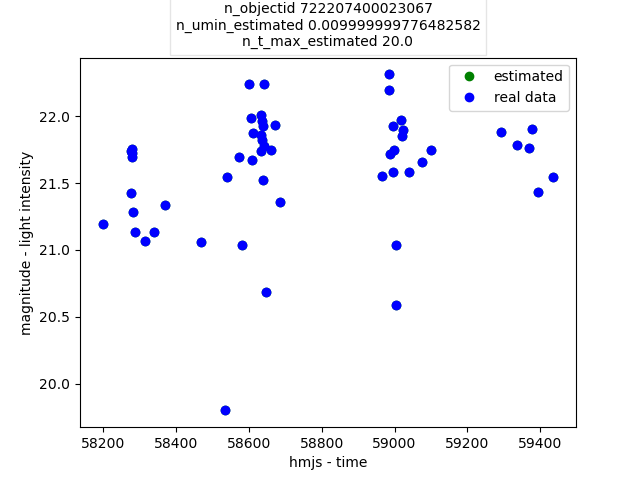 n_objectid 722207400023067
n_umin_estimated 0.009999999776482582
n_t_max_estimated 20.0
estimated
real data
22.0
21.5
21.0
20.5
20.0
magnitude - light intensity
58200 58400 58600 58800 59000 59200 59400
hmjs - time